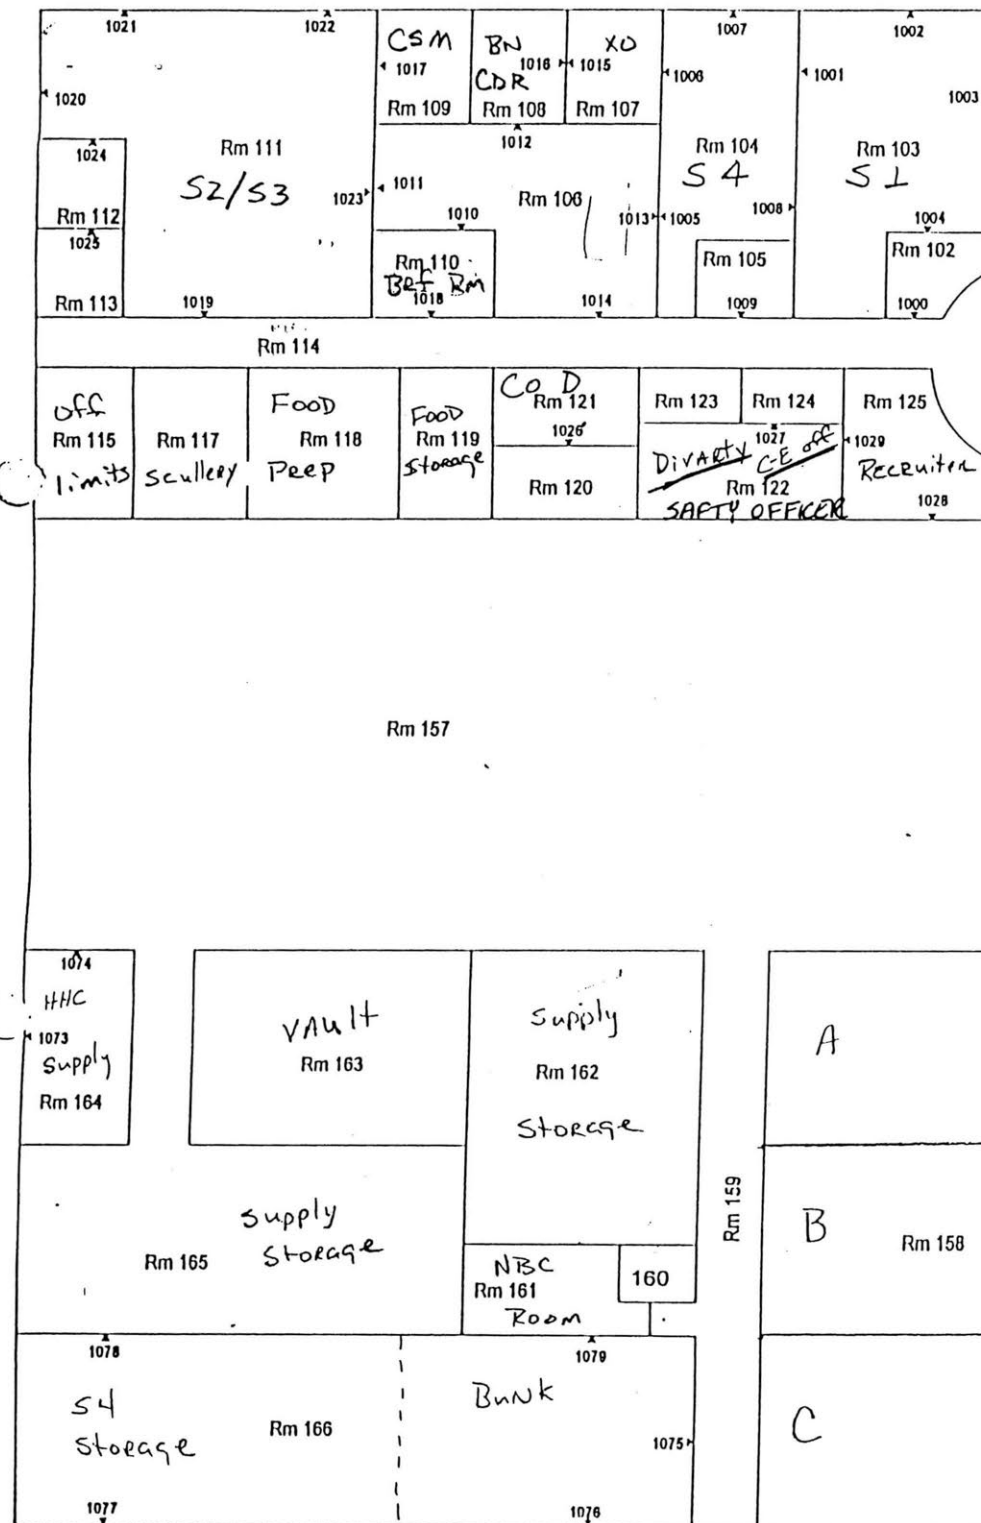 1021
1022
1007
1002
CSM
BN
XO
1017
1016
1015
1006
1001
CDR
1020
1003
Rm 109
Rm 108
Rm 107
1012
1024
Rm 111
Rm 104
Rm 103
S2/S3
S4
S1
1023
1011
Rm 106
Rm 112
1010
1013
1005
1008
1004
1025
Rm 110
Rm 105
Rm 102
BRF RM
Rm 113
1019
1018
1014
1009
1000
Rm 114
Off
FOOD
FOOD
CO D
Rm 121
Rm 123
Rm 124
Rm 125
Rm 115
Rm 117
Rm 118
Rm 119
1026
1027
1029
limits
Scullery
Prep
Storage
DivARTY
C-E off
Recruiter
Rm 120
Rm 122
SAFTY OFFICER
1028
Rm 157
1074
HHC
1073
Supply
Rm 164
VAult
Rm 163
Supply
Rm 162
Storage
A
Rm 159
Supply
Storage
Rm 165
B
Rm 158
NBC
Rm 161
Room
160
1078
1079
S4
Storage
Rm 166
BuNK
1075
C
1077
1076